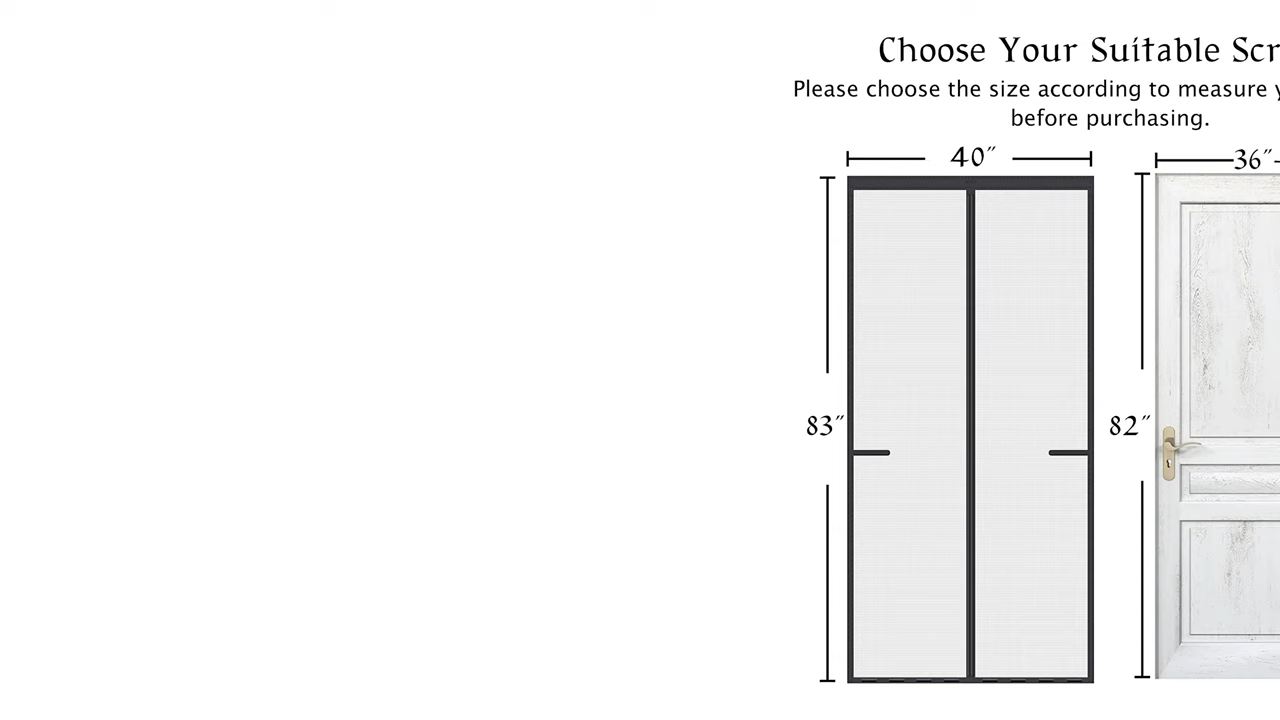 Choose Your Suitable Scr
Please choose the size according to measure y
before purchasing.
40″
36″
83″
82″